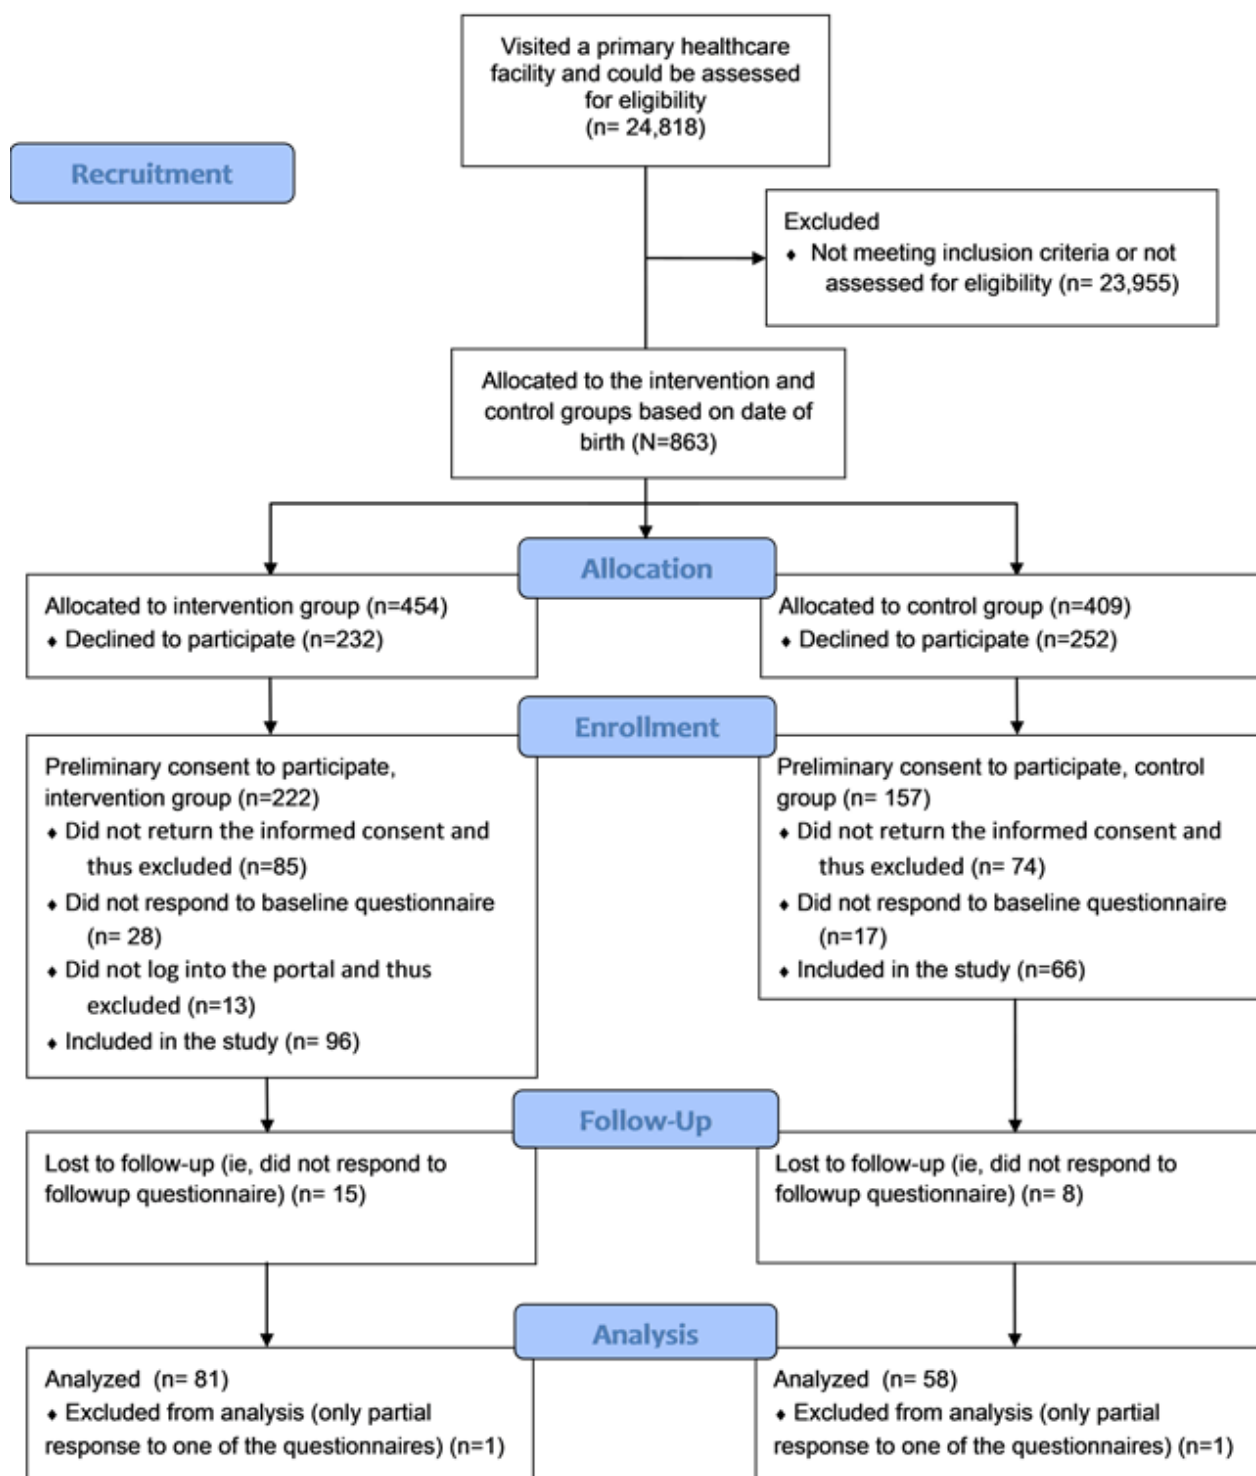 Visited a primary healthcare
facility and could be assessed
for eligibility
(n= 24,818)
Recruitment
Excluded
♦ Not meeting inclusion criteria or not
assessed for eligibility (n= 23,955)
Allocated to the intervention and
control groups based on date of
birth (N=863)
Allocation
Allocated to intervention group (n=454)
♦ Declined to participate (n=232)
Allocated to control group (n=409)
♦ Declined to participate (n=252)
Enrollment
Preliminary consent to participate,
intervention group (n=222)
♦ Did not return the informed consent and
thus excluded (n=85)
♦ Did not respond to baseline questionnaire
(n= 28)
♦ Did not log into the portal and thus
excluded (n=13)
♦ Included in the study (n= 96)
Preliminary consent to participate, control
group (n= 157)
♦ Did not return the informed consent and
thus excluded (n= 74)
♦ Did not respond to baseline questionnaire
(n=17)
♦ Included in the study (n=66)
Follow-Up
Lost to follow-up (ie, did not respond to
followup questionnaire) (n= 15)
Lost to follow-up (ie, did not respond to
followup questionnaire) (n= 8)
Analysis
Analyzed (n= 81)
♦ Excluded from analysis (only partial
response to one of the questionnaires) (n=1)
Analyzed (n= 58)
♦ Excluded from analysis (only partial
response to one of the questionnaires) (n=1)